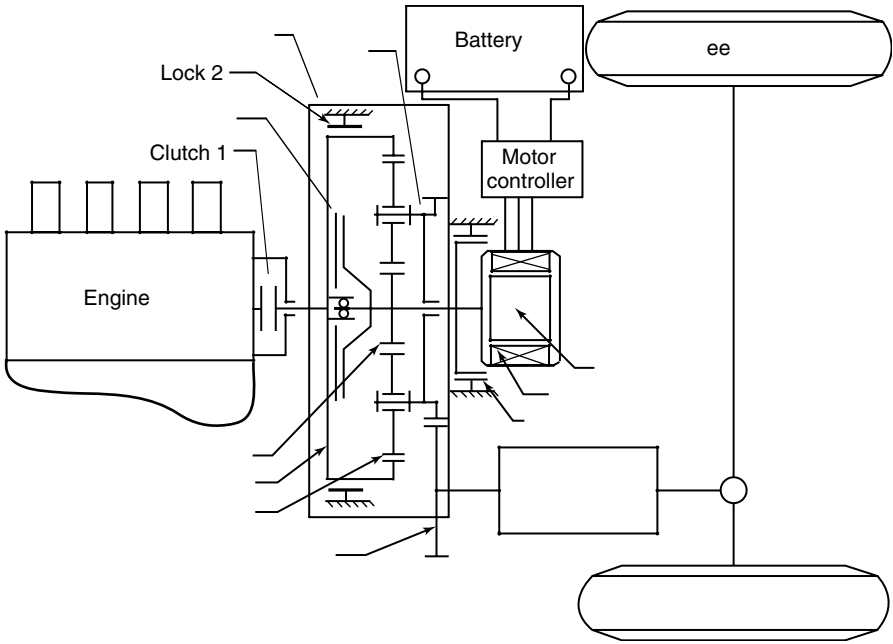 Battery
ee
Lock 2
Clutch 1
Motor
controller
Engine